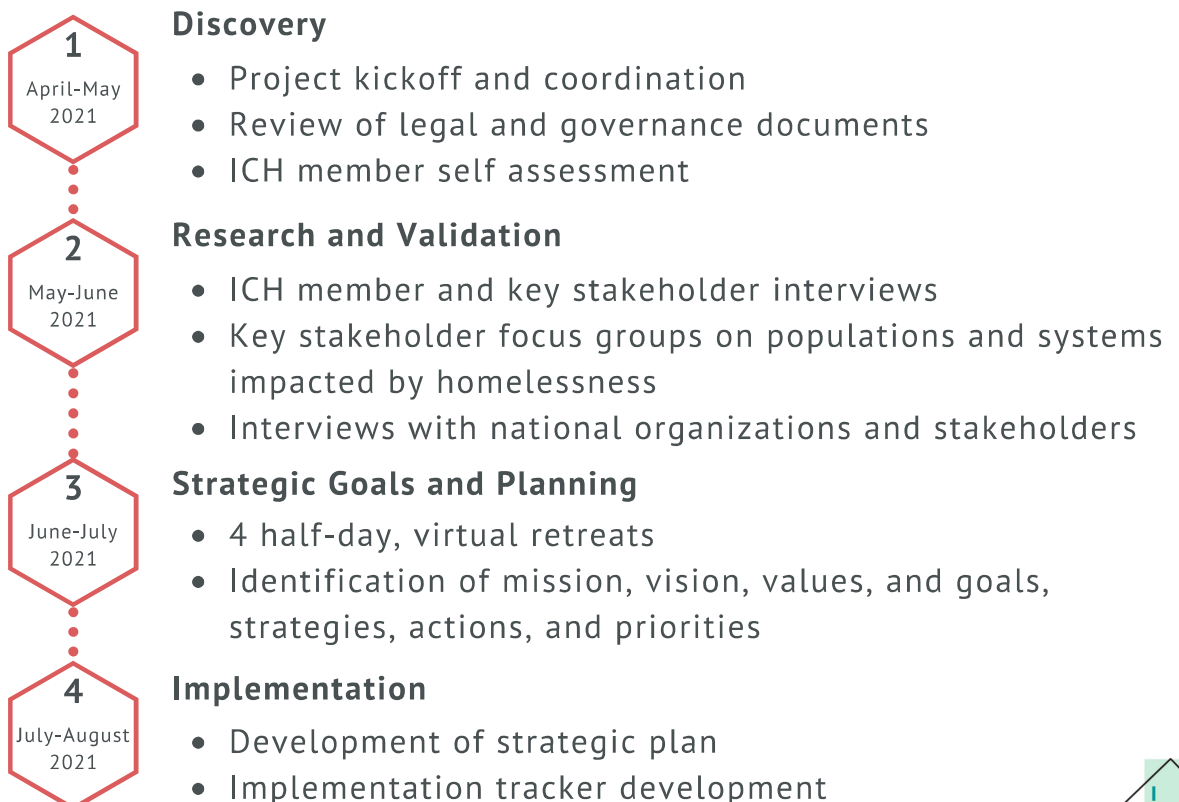 Discovery
1
April-May
2021
• Project kickoff and coordination
• Review of legal and governance documents
• ICH member self assessment
Research and Validation
2
May-June
2021
• ICH member and key stakeholder interviews
• Key stakeholder focus groups on populations and systems
impacted by homelessness
• Interviews with national organizations and stakeholders
Strategic Goals and Planning
3
June-July
2021
• 4 half-day, virtual retreats
• Identification of mission, vision, values, and goals,
strategies, actions, and priorities
Implementation
4
July-August
2021
• Development of strategic plan
• Implementation tracker development